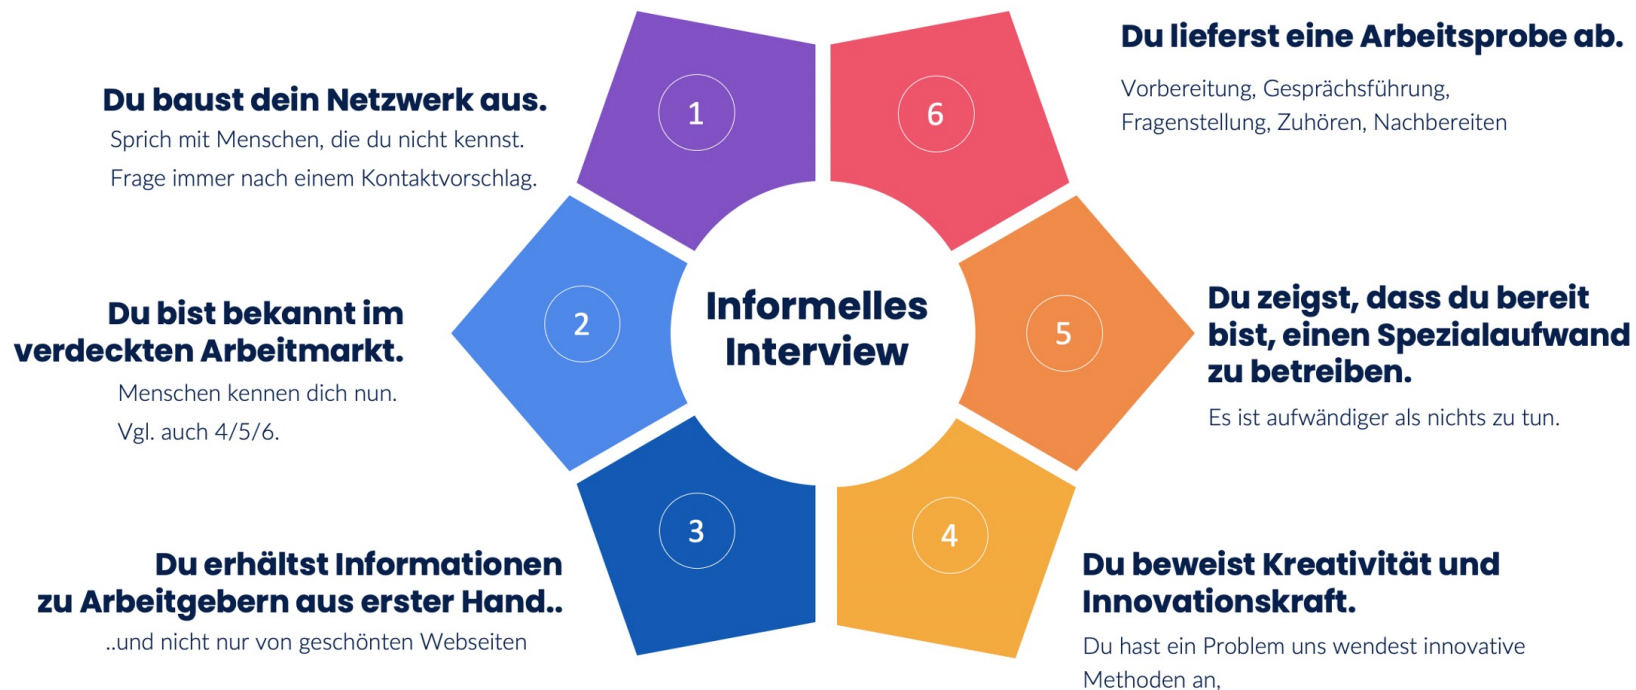 Du baust dein Netzwerk aus.
Sprich mit Menschen, die du nicht kennst.
Frage immer nach einem Kontaktvorschlag.
1
Du bist bekannt im
verdeckten Arbeitmarkt.
Menschen kennen dich nun.
Vgl. auch 4/5/6.
2
Du erhältst Informationen
zu Arbeitgebern aus erster Hand..
..und nicht nur von geschönten Webseiten
3
Informelles
Interview
4
Du beweist Kreativität und
Innovationskraft.
Du hast ein Problem uns wendest innovative
Methoden an,
5
Du zeigst, dass du bereit
bist, einen Spezialaufwand
zu betreiben.
Es ist aufwändiger als nichts zu tun.
6
Du lieferst eine Arbeitsprobe ab.
Vorbereitung, Gesprächsführung,
Fragenstellung, Zuhören, Nachbereiten